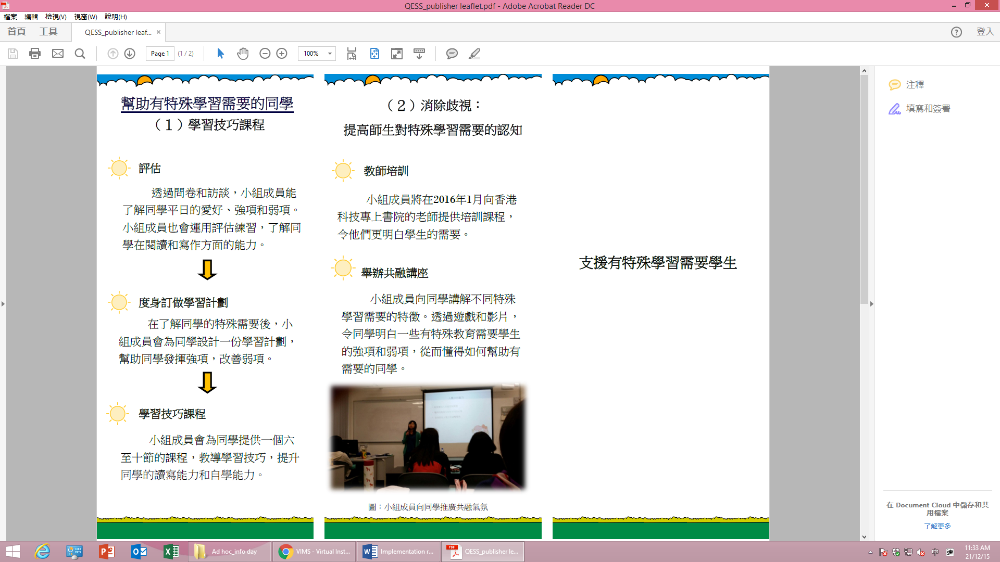 QESS_publisher leaflet.pdf - Adobe Acrobat Reader DC
檔案 編輯 檢視(V) 視窗(W) 說明(H)
首頁 工具 QESS_publisher leaf... × 登入
Page 1 (1 / 2) 100%
幫助有特殊學習需要的同學
（1）學習技巧課程
評估
透過問卷和訪談，小組成員能
了解同學平日的愛好、強項和弱項。
小組成員也會運用評估練習，了解同
學在閱讀和寫作方面的能力。
度身訂做學習計劃
在了解同學的特殊需要後，小
組成員會為同學設計一份學習計劃，
幫助同學發揮強項，改善弱項。
學習技巧課程
小組成員會為同學提供一個六
至十節的課程，教導學習技巧，提升
同學的讀寫能力和自學能力。
（2）消除歧視：
提高師生對特殊學習需要的認知
教師培訓
小組成員將在2016年1月向香港
科技專上書院的老師提供培訓課程，
令他們更明白學生的需要。
舉辦共融講座
小組成員向同學講解不同特殊
學習需要的特徵。透過遊戲和影片，
令同學明白一些有特殊教育需要學生
的強項和弱項，從而懂得如何幫助有
需要的同學。
圖：小組成員向同學推廣共融氣氛
支援有特殊學習需要學生
注釋
填寫和簽署
在 Document Cloud 中儲存和共
用檔案
了解更多
Ad hoc_info day
VIMS - Virtual Inst...
Implementation r...
QESS_publisher le...
中 速
11:33 AM
21/12/15